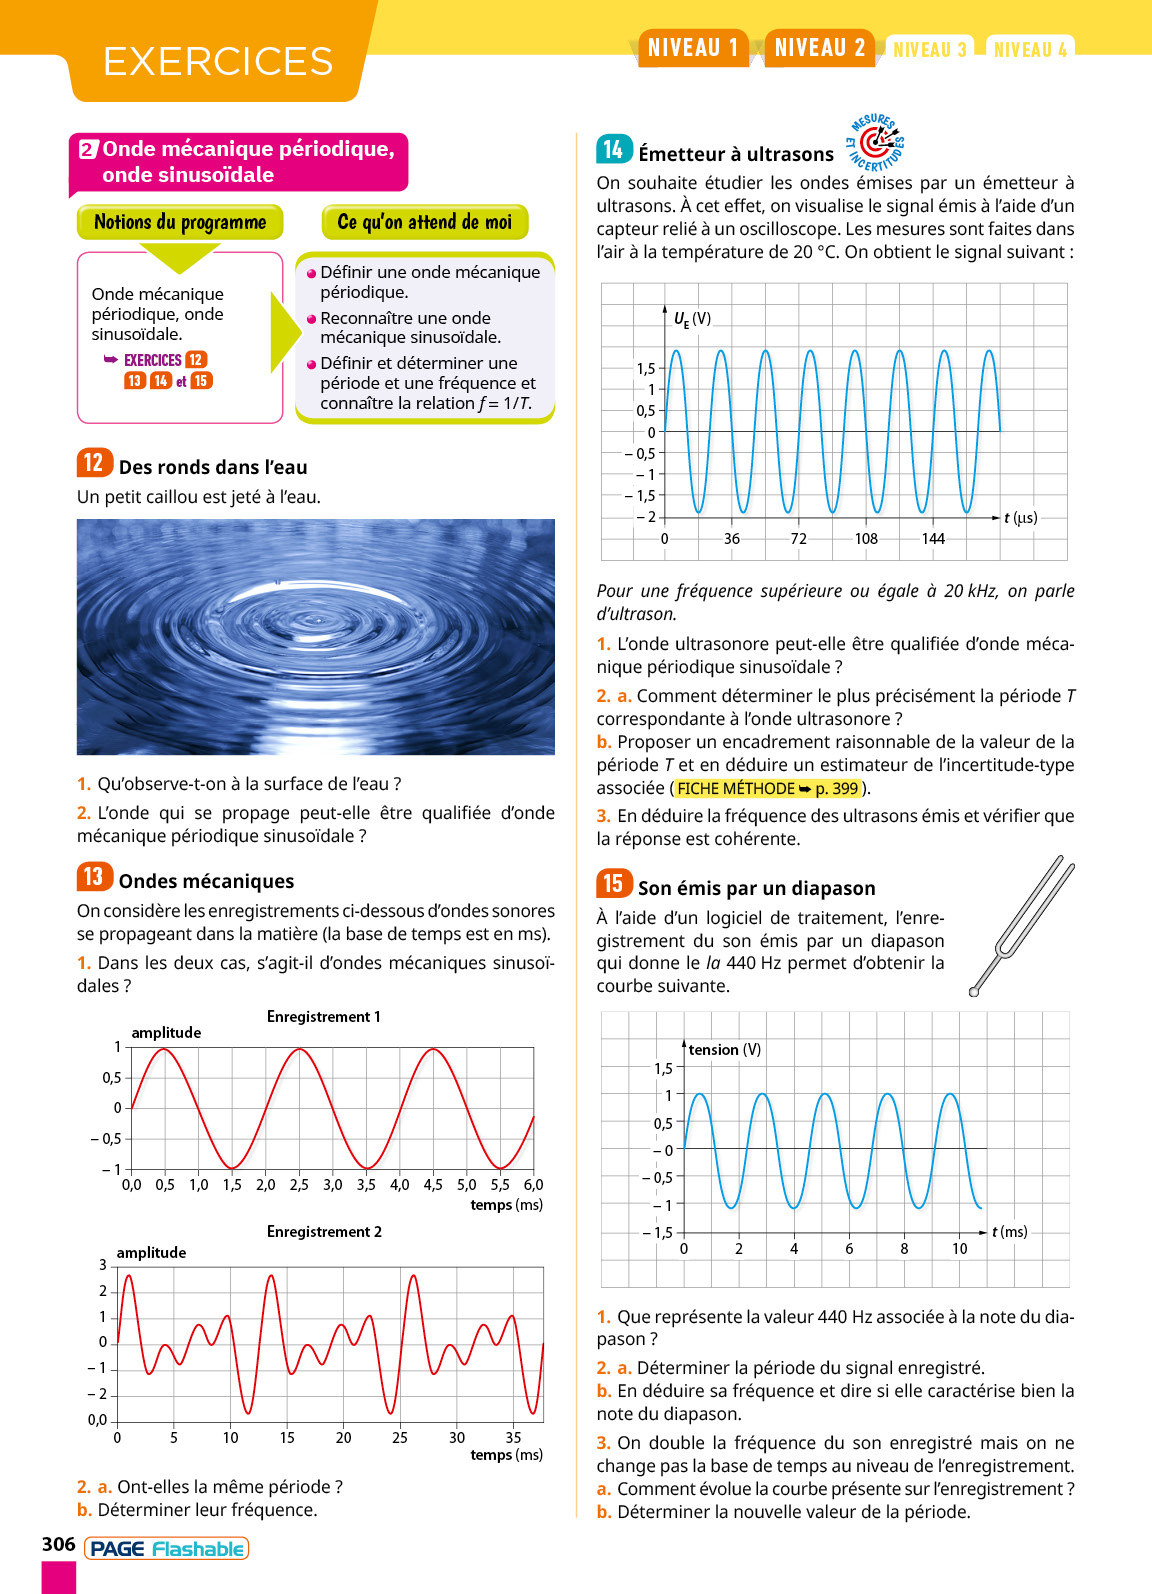 EXERCICES
NIVEAU 1 NIVEAU 2 NIVEAU 3 NIVEAU 4
2 Onde mécanique périodique,
onde sinusoïdale
Notions du programme
Onde mécanique
périodique, onde
sinusoïdale.
➥ EXERCICES 12
13 14 et 15
Ce qu’on attend de moi
• Définir une onde mécanique
périodique.
• Reconnaître une onde
mécanique sinusoïdale.
• Définir et déterminer une
période et une fréquence et
connaître la relation f = 1/T.
12 Des ronds dans l’eau
Un petit caillou est jeté à l’eau.
1. Qu’observe-t-on à la surface de l’eau ?
2. L’onde qui se propage peut-elle être qualifiée d’onde
mécanique périodique sinusoïdale ?
13 Ondes mécaniques
On considère les enregistrements ci-dessous d’ondes sonores
se propageant dans la matière (la base de temps est en ms).
1. Dans les deux cas, s’agit-il d’ondes mécaniques sinusoï-
dales ?
Enregistrement 1
amplitude
1
0,5
0
– 0,5
– 1
0,0 0,5 1,0 1,5 2,0 2,5 3,0 3,5 4,0 4,5 5,0 5,5 6,0
temps (ms)
Enregistrement 2
amplitude
3
2
1
0
– 1
– 2
0,0
0 5 10 15 20 25 30 35
temps (ms)
2. a. Ont-elles la même période ?
b. Déterminer leur fréquence.
14 Émetteur à ultrasons
MESURES
ET INCERTITUDES
On souhaite étudier les ondes émises par un émetteur à
ultrasons. À cet effet, on visualise le signal émis à l’aide d’un
capteur relié à un oscilloscope. Les mesures sont faites dans
l’air à la température de 20 °C. On obtient le signal suivant :
UE (V)
1,5
1
0,5
0
– 0,5
– 1
– 1,5
– 2
t (µs)
0 36 72 108 144
Pour une fréquence supérieure ou égale à 20 kHz, on parle
d’ultrason.
1. L’onde ultrasonore peut-elle être qualifiée d’onde méca-
nique périodique sinusoïdale ?
2. a. Comment déterminer le plus précisément la période T
correspondante à l’onde ultrasonore ?
b. Proposer un encadrement raisonnable de la valeur de la
période T et en déduire un estimateur de l’incertitude-type
associée (FICHE MÉTHODE ➥ p. 399).
3. En déduire la fréquence des ultrasons émis et vérifier que
la réponse est cohérente.
15 Son émis par un diapason
À l’aide d’un logiciel de traitement, l’enre-
gistrement du son émis par un diapason
qui donne le la 440 Hz permet d’obtenir la
courbe suivante.
tension (V)
1,5
1
0,5
– 0
– 0,5
– 1
– 1,5
t (ms)
0 2 4 6 8 10
1. Que représente la valeur 440 Hz associée à la note du dia-
pason ?
2. a. Déterminer la période du signal enregistré.
b. En déduire sa fréquence et dire si elle caractérise bien la
note du diapason.
3. On double la fréquence du son enregistré mais on ne
change pas la base de temps au niveau de l’enregistrement.
a. Comment évolue la courbe présente sur l’enregistrement ?
b. Déterminer la nouvelle valeur de la période.
306 PAGE Flashable